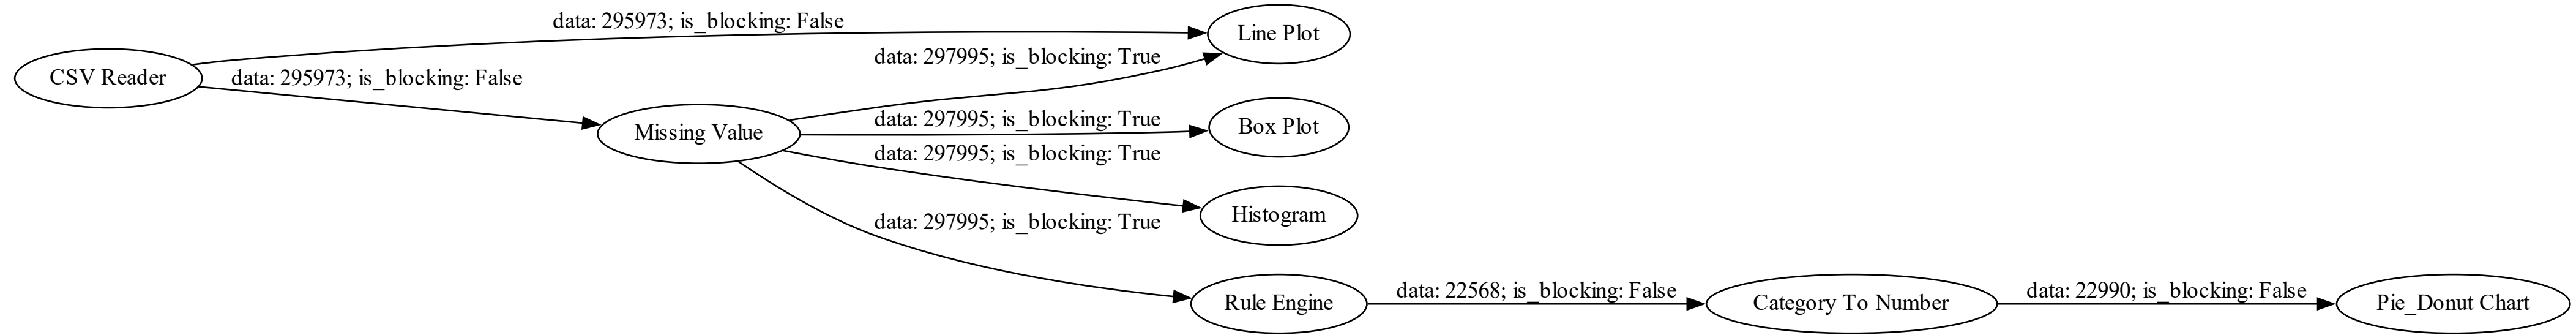 data: 295973; is_blocking: False
Line Plot
data: 297995; is_blocking: True
CSV Reader
data: 295973; is_blocking: False
data: 297995; is_blocking: True
Box Plot
Missing Value
data: 297995; is_blocking: True
Histogram
data: 297995; is_blocking: True
Rule Engine
data: 22568; is_blocking: False
Category To Number
data: 22990; is_blocking: False
Pie_Donut Chart